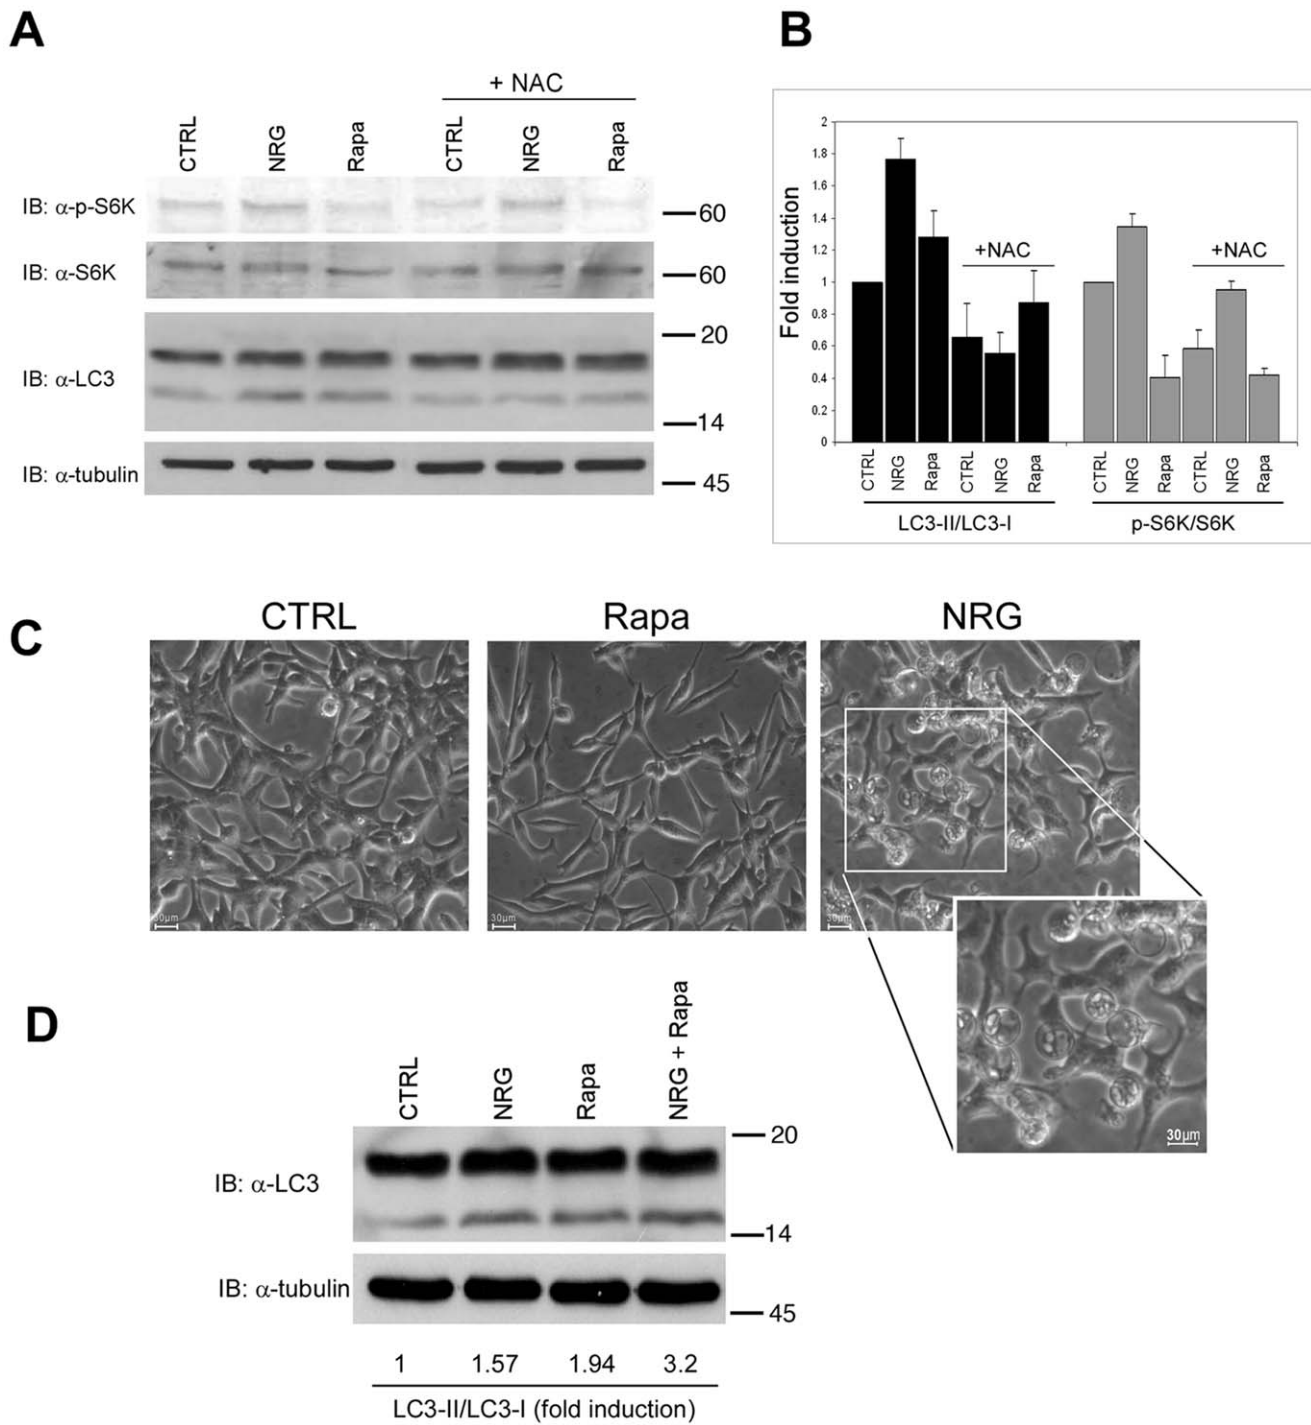 A
+ NAC
CTRL
NRG
Rapa
CTRL
NRG
Rapa
IB: α-p-S6K
60
IB: α-S6K
60
20
IB: α-LC3
14
IB: α-tubulin
45
B
2
1.8
1.6
1.4
1.2
1
0.8
0.6
0.4
0.2
0
Fold induction
+NAC
+NAC
CTRL
NRG
Rapa
CTRL
NRG
Rapa
CTRL
NRG
Rapa
CTRL
NRG
Rapa
LC3-II/LC3-I
p-S6K/S6K
C
CTRL
Rapa
NRG
30µm
30µm
30µm
30µm
D
CTRL
NRG
Rapa
NRG + Rapa
20
IB: α-LC3
14
IB: α-tubulin
45
1 1.57 1.94 3.2
LC3-II/LC3-I (fold induction)